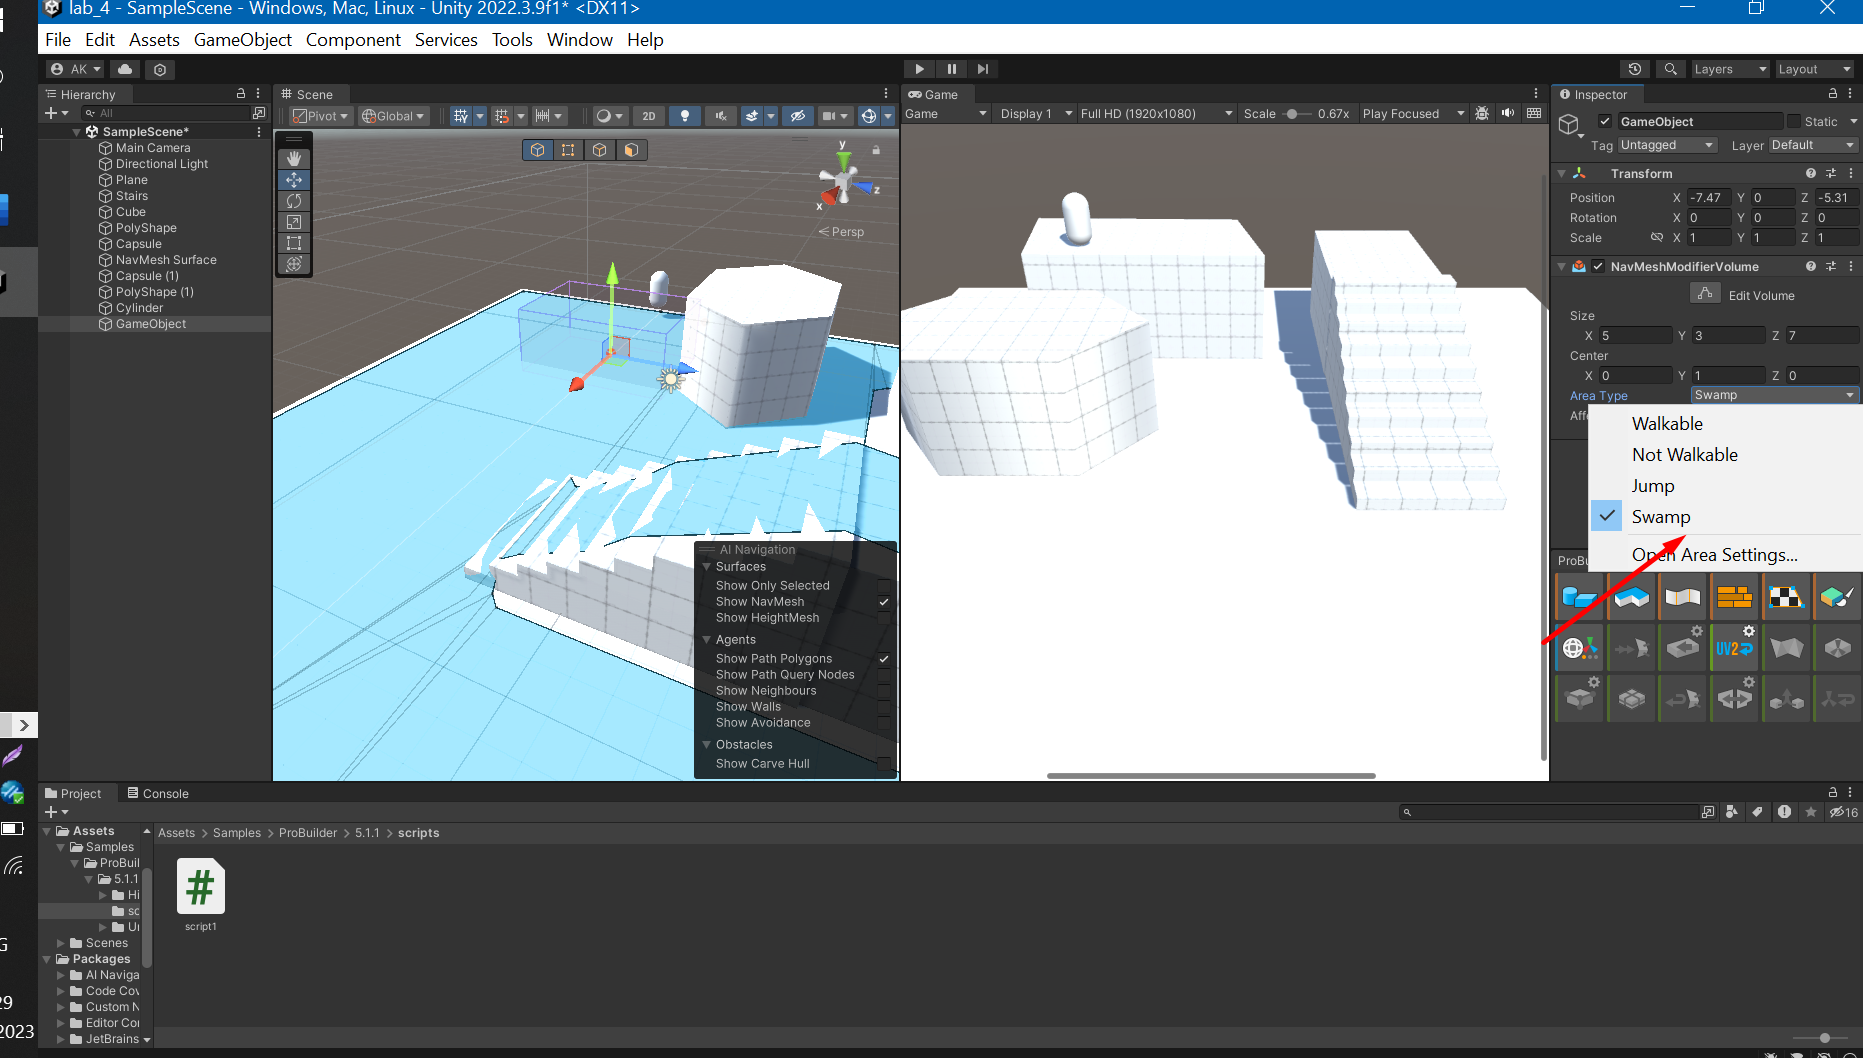 lab_4 - SampleScene - Windows, Mac, Linux - Unity 2022.3.9f1* <DX11>
File Edit Assets GameObject Component Services Tools Window Help
AK
Layers
Layout
Hierarchy
All
SampleScene*
Main Camera
Directional Light
Plane
Stairs
Cube
PolyShape
Capsule
NavMesh Surface
Capsule (1)
PolyShape (1)
Cylinder
GameObject
Scene
Pivot
Global
2D
y
z
x
Persp
AI Navigation
Surfaces
Show Only Selected
Show NavMesh
Show HeightMesh
Agents
Show Path Polygons
Show Path Query Nodes
Show Neighbours
Show Walls
Show Avoidance
Obstacles
Show Carve Hull
Game
Game
Display 1
Full HD (1920x1080)
Scale
0.67x
Play Focused
Inspector
GameObject
Static
Tag Untagged
Layer Default
Transform
Position X -7.47 Y 0 Z -5.31
Rotation X 0 Y 0 Z 0
Scale X 1 Y 1 Z 1
NavMeshModifierVolume
Edit Volume
Size
X 5 Y 3 Z 7
Center
X 0 Y 1 Z 0
Area Type Swamp
Aff
Walkable
Not Walkable
Jump
Swamp
Open Area Settings...
ProBu
UV2
Project
Console
16
Assets
Samples
ProBuil
5.1.1
Hi
sc
Ur
Scenes
Packages
AI Naviga
Code Cov
Custom N
Editor Cor
JetBrains
Assets > Samples > ProBuilder > 5.1.1 > scripts
#
script1
G
29
2023